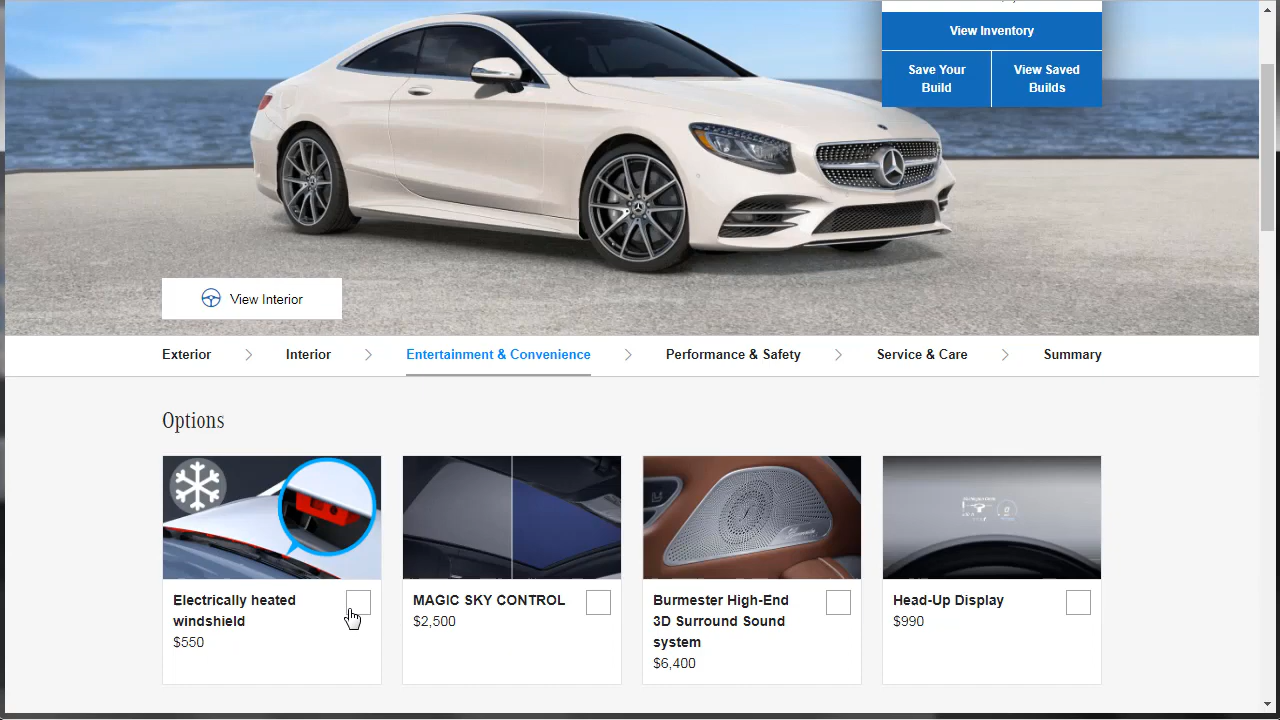 View Inventory
Save Your
Build
View Saved
Builds
View Interior
Exterior
Interior
Entertainment & Convenience
Performance & Safety
Service & Care
Summary
Options
Electrically heated
windshield
$550
MAGIC SKY CONTROL
$2,500
Burmester High-End
3D Surround Sound
system
$6,400
Head-Up Display
$990